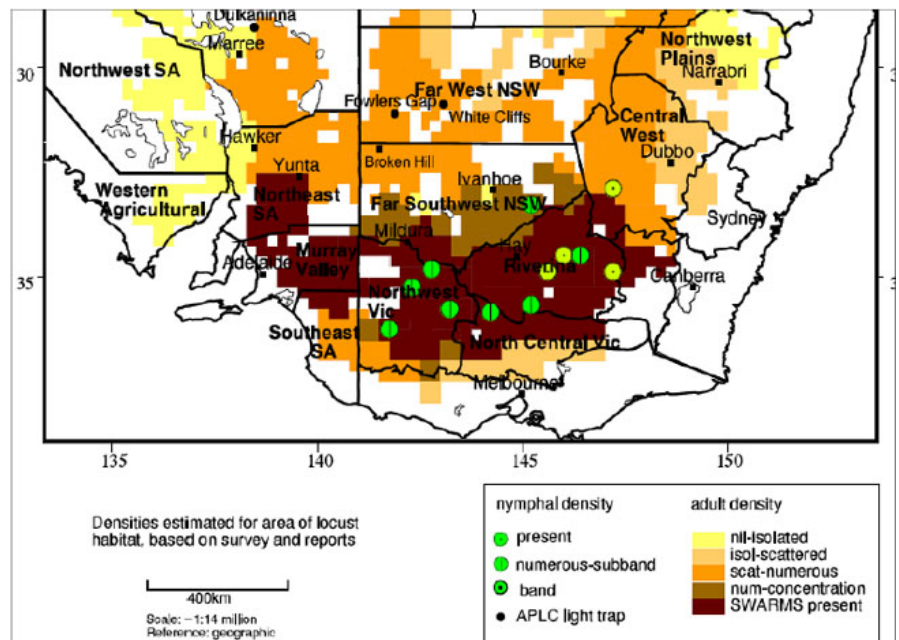 Dulkaninna
Marree
30
Northwest SA
Bourke
Northwest
Plains
Narrabri
Fowlers Gap
Far West NSW
White Cliffs
Central
West
Hawker
Dubbo
Broken Hill
Yunta
Ivanhoe
Western
Agricultural
Northeast
SA
Far Southwest NSW
Sydney
Mildura
Murray
Valley
Hay
Riverina
Adelaide
Canberra
35
Northwest
Vic
Southeast
SA
North Central Vic
Melbourne
135
140
145
150
Densities estimated for area of locust
habitat, based on survey and reports
400km
Scale: ~1:14 million
Reference: geographic
nymphal density
present
numerous-subband
band
APLC light trap
adult density
nil-isolated
isol-scattered
scat-numerous
num-concentration
SWARMS present